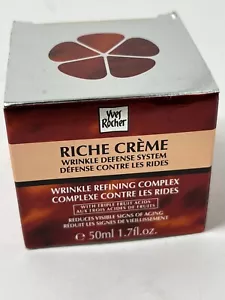 Yves
Rocher
RICHE CRÈME
WRINKLE DEFENSE SYSTEM
DÉFENSE CONTRE LES RIDES
WRINKLE REFINING COMPLEX
COMPLEXE CONTRE LES RIDES
WITH TRIPLE FRUIT ACIDS
AUX TROIS ACIDES DE FRUITS
REDUCES VISIBLE SIGNS OF AGING
RÉDUIT LES SIGNES DE VIEILLISSEMENT
℮ 50ml 1.7fl.oz.